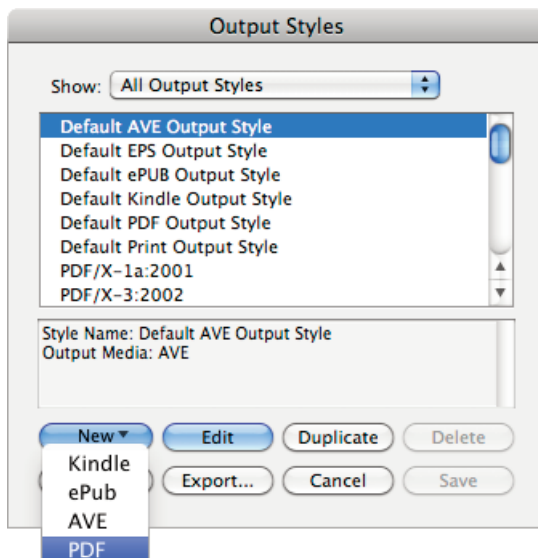 Output Styles
Show: All Output Styles
Default AVE Output Style
Default EPS Output Style
Default ePUB Output Style
Default Kindle Output Style
Default PDF Output Style
Default Print Output Style
PDF/X-1a:2001
PDF/X-3:2002
Style Name: Default AVE Output Style
Output Media: AVE
New Edit Duplicate Delete
Kindle
Export... Cancel Save
ePub
AVE
PDF